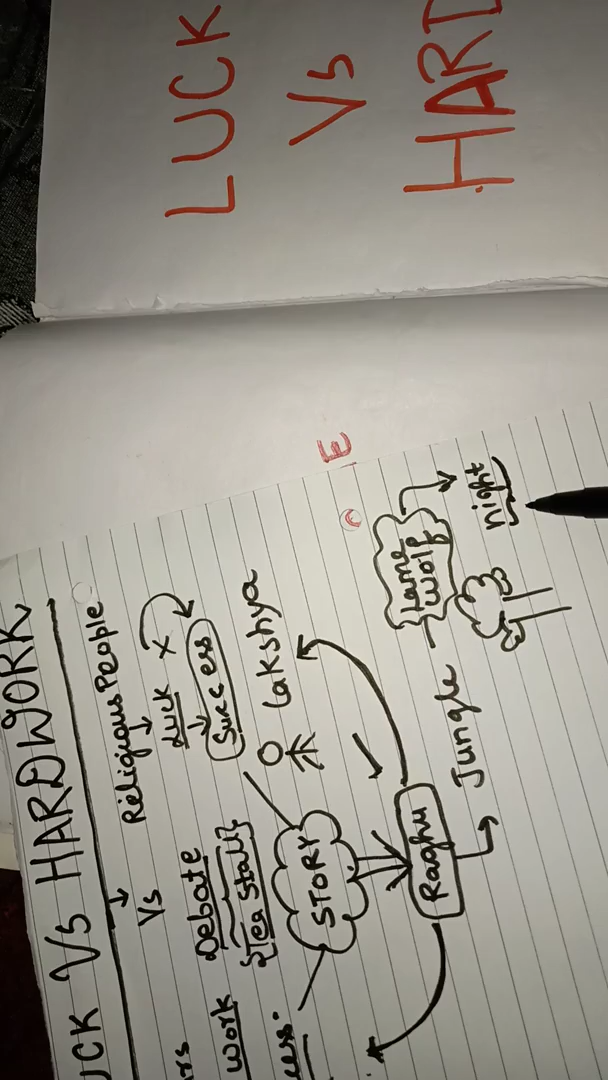 LUCK
Vs
HARD
E
UCK Vs HARDWORK
Vs
Religious People
Luck X
Success
Debate
{Tea Stall}
work
STORY
Lakshya
Raghu
Jungle
Lame
wolf
night